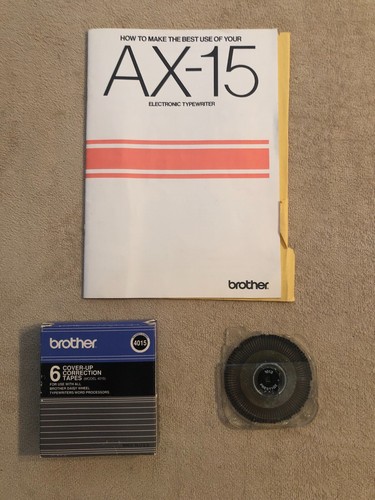 HOW TO MAKE THE BEST USE OF YOUR
AX-15
ELECTRONIC TYPEWRITER
brother
brother
4015
6 COVER-UP
CORRECTION
TAPES
FOR USE WITH ALL
BROTHER DAISY WHEEL
TYPEWRITERS/WORD PROCESSORS